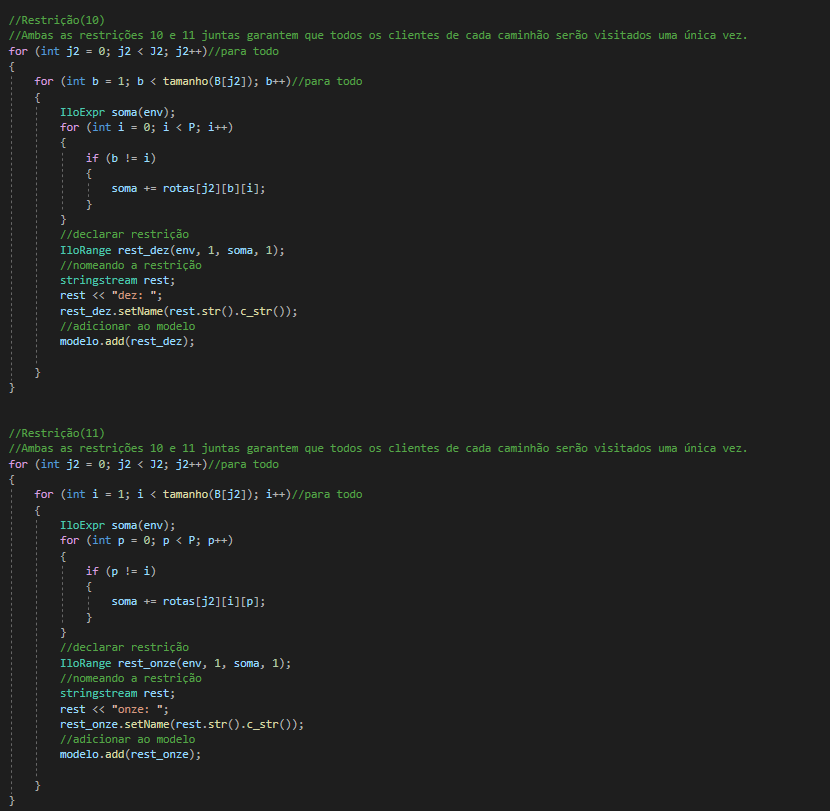 //Restrição(10)
//Ambas as restrições 10 e 11 juntas garantem que todos os clientes de cada caminhão serão visitados uma única vez.
for (int j2 = 0; j2 < J2; j2++)//para todo
{
    for (int b = 1; b < tamanho(B[j2]); b++)//para todo
    {
        IloExpr soma(env);
        for (int i = 0; i < P; i++)
        {
            if (b != i)
            {
                soma += rotas[j2][b][i];
            }
        }
        //declarar restrição
        IloRange rest_dez(env, 1, soma, 1);
        //nomeando a restrição
        stringstream rest;
        rest << "dez: ";
        rest_dez.setName(rest.str().c_str());
        //adicionar ao modelo
        modelo.add(rest_dez);
    }
}
//Restrição(11)
//Ambas as restrições 10 e 11 juntas garantem que todos os clientes de cada caminhão serão visitados uma única vez.
for (int j2 = 0; j2 < J2; j2++)//para todo
{
    for (int i = 1; i < tamanho(B[j2]); i++)//para todo
    {
        IloExpr soma(env);
        for (int p = 0; p < P; p++)
        {
            if (p != i)
            {
                soma += rotas[j2][i][p];
            }
        }
        //declarar restrição
        IloRange rest_onze(env, 1, soma, 1);
        //nomeando a restrição
        stringstream rest;
        rest << "onze: ";
        rest_onze.setName(rest.str().c_str());
        //adicionar ao modelo
        modelo.add(rest_onze);
    }
}